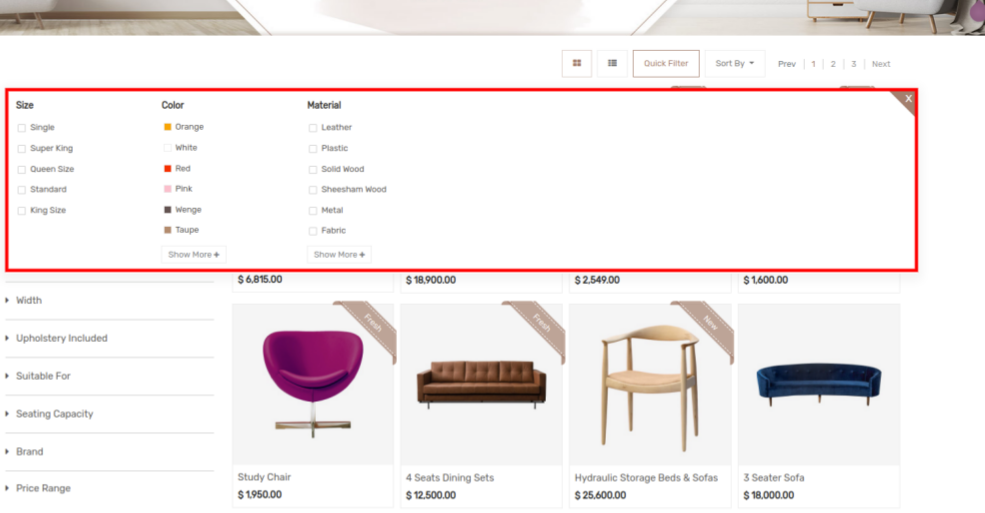 Quick Filter
Sort By
Prev | 1 | 2 | 3 | Next
X
Size
Single
Super King
Queen Size
Standard
King Size
Color
Orange
White
Red
Pink
Wenge
Taupe
Show More +
Material
Leather
Plastic
Solid Wood
Sheesham Wood
Metal
Fabric
Show More +
$ 6,815.00
$ 18,900.00
$ 2,549.00
$ 1,600.00
Width
Upholstery Included
Suitable For
Seating Capacity
Brand
Price Range
Fresh
Fresh
New
Study Chair
$ 1,950.00
4 Seats Dining Sets
$ 12,500.00
Hydraulic Storage Beds & Sofas
$ 25,600.00
3 Seater Sofa
$ 18,000.00